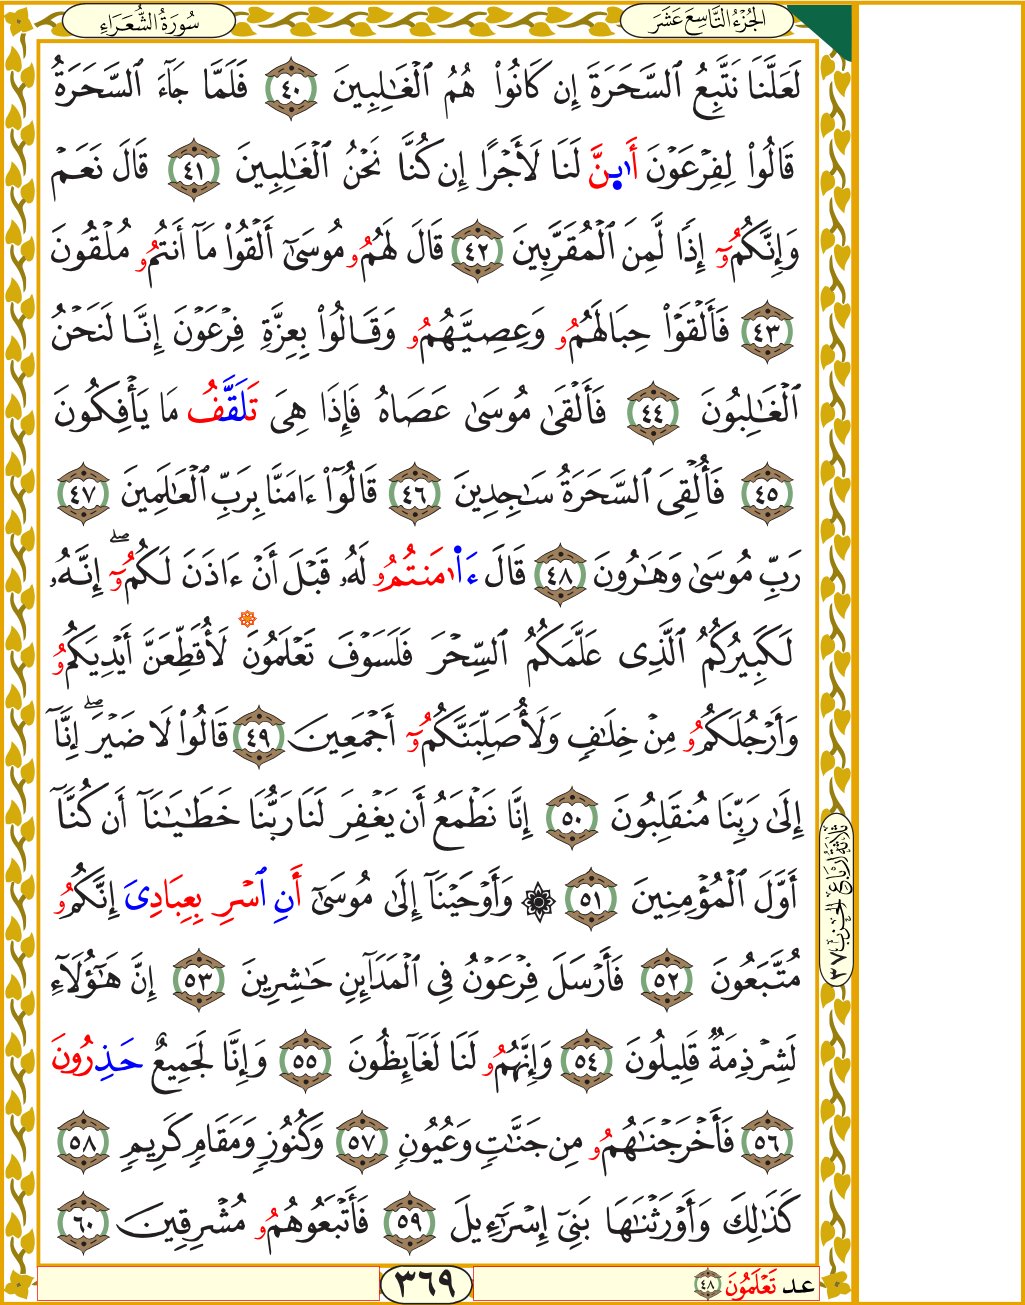 الجُزْءُ التَّاسِعَ عَشَرَ
سُورَةُ الشُّعَرَاءِ
لَعَلَّنَا نَتَّبِعُ ٱلسَّحَرَةَ إِن كَانُواْ هُمُ ٱلْغَٰلِبِينَ ٤٠ فَلَمَّا جَآءَ ٱلسَّحَرَةُ
قَالُواْ لِفِرْعَوْنَ أَى۪نَّ لَنَا لَأَجْرًا إِن كُنَّا نَحْنُ ٱلْغَٰلِبِينَ ٤١ قَالَ نَعَمْ
وَإِنَّكُمُۥٓ إِذًا لَّمِنَ ٱلْمُقَرَّبِينَ ٤٢ قَالَ لَهُمُۥ مُوسَىٰٓ أَلْقُواْ مَآ أَنتُمُۥ مُلْقُونَ
٤٣ فَأَلْقَوْاْ حِبَالَهُمُۥ وَعِصِيَّهُمُۥ وَقَالُواْ بِعِزَّةِ فِرْعَوْنَ إِنَّا لَنَحْنُ
ٱلْغَٰلِبُونَ ٤٤ فَأَلْقَىٰ مُوسَىٰ عَصَاهُ فَإِذَا هِىَ تَلَقَّفُ مَا يَأْفِكُونَ
٤٥ فَأُلْقِىَ ٱلسَّحَرَةُ سَٰجِدِينَ ٤٦ قَالُوٓاْ ءَامَنَّا بِرَبِّ ٱلْعَٰلَمِينَ ٤٧
رَبِّ مُوسَىٰ وَهَٰرُونَ ٤٨ قَالَ ءَا۬مَنتُمُۥ لَهُۥ قَبْلَ أَنْ ءَاذَنَ لَكُمُۥٓۖ إِنَّهُۥ
لَكَبِيرُكُمُ ٱلَّذِى عَلَّمَكُمُ ٱلسِّحْرَ فَلَسَوْفَ تَعْلَمُونَ لَأُقَطِّعَنَّ أَيْدِيَكُمُۥ
وَأَرْجُلَكُمُۥ مِنْ خِلَٰفٍ وَلَأُصَلِّبَنَّكُمُۥٓ أَجْمَعِينَ ٤٩ قَالُواْ لَا ضَيْرَۖ إِنَّآ
إِلَىٰ رَبِّنَا مُنقَلِبُونَ ٥٠ إِنَّا نَطْمَعُ أَن يَغْفِرَ لَنَا رَبُّنَا خَطَٰيَٰنَآ أَن كُنَّآ
أَوَّلَ ٱلْمُؤْمِنِينَ ٥١ ۞ وَأَوْحَيْنَآ إِلَىٰ مُوسَىٰٓ أَنِ ٱسْرِ بِعِبَادِىَ إِنَّكُمُۥ
مُتَّبَعُونَ ٥٢ فَأَرْسَلَ فِرْعَوْنُ فِى ٱلْمَدَآئِنِ حَٰشِرِينَ ٥٣ إِنَّ هَٰٓؤُلَآءِ
لَشِرْذِمَةٌ قَلِيلُونَ ٥٤ وَإِنَّهُمُۥ لَنَا لَغَآئِظُونَ ٥٥ وَإِنَّا لَجَمِيعٌ حَذِرُونَ
٥٦ فَأَخْرَجْنَٰهُمُۥ مِن جَنَّٰتٍ وَعُيُونٍ ٥٧ وَكُنُوزٍ وَمَقَامٍ كَرِيمٍ ٥٨
كَذَٰلِكَ وَأَوْرَثْنَٰهَا بَنِىٓ إِسْرَٰٓءِيلَ ٥٩ فَأَتْبَعُوهُمُۥ مُشْرِقِينَ ٦٠
ثَلَاثَةُ أَرْبَاعِ الحِزْبِ ٣٧
عد تَعْلَمُونَ ٤٨
٣٦٩